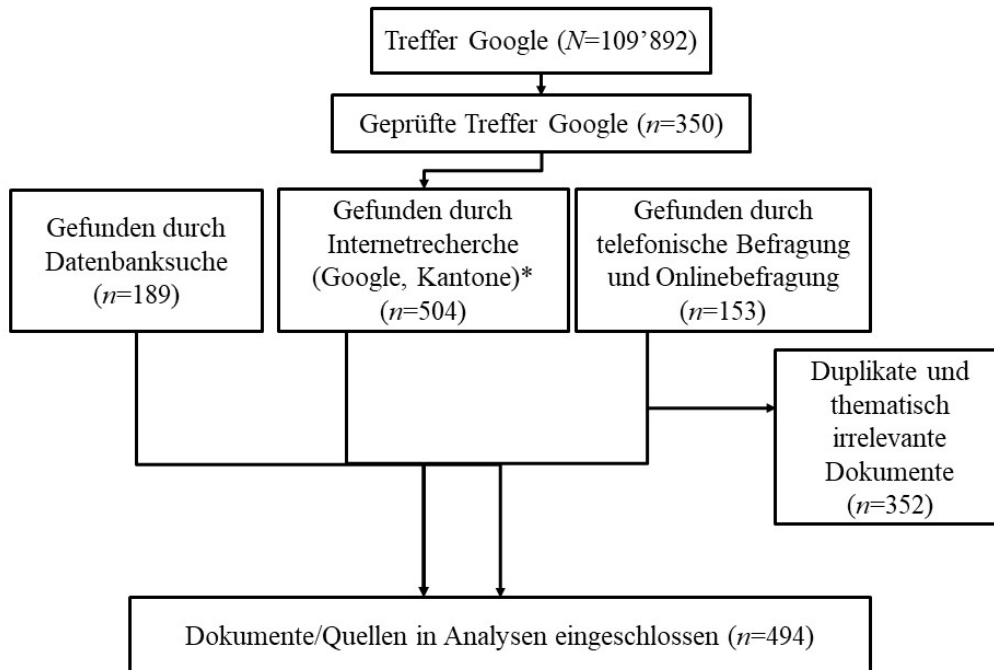 Treffer Google (N=109’892)
Geprüfte Treffer Google (n=350)
Gefunden durch
Datenbanksuche
(n=189)
Gefunden durch
Internetrecherche
(Google, Kantone)*
(n=504)
Gefunden durch
telefonische Befragung
und Onlinebefragung
(n=153)
Duplikate und
thematisch
irrelevante
Dokumente
(n=352)
Dokumente/Quellen in Analysen eingeschlossen (n=494)